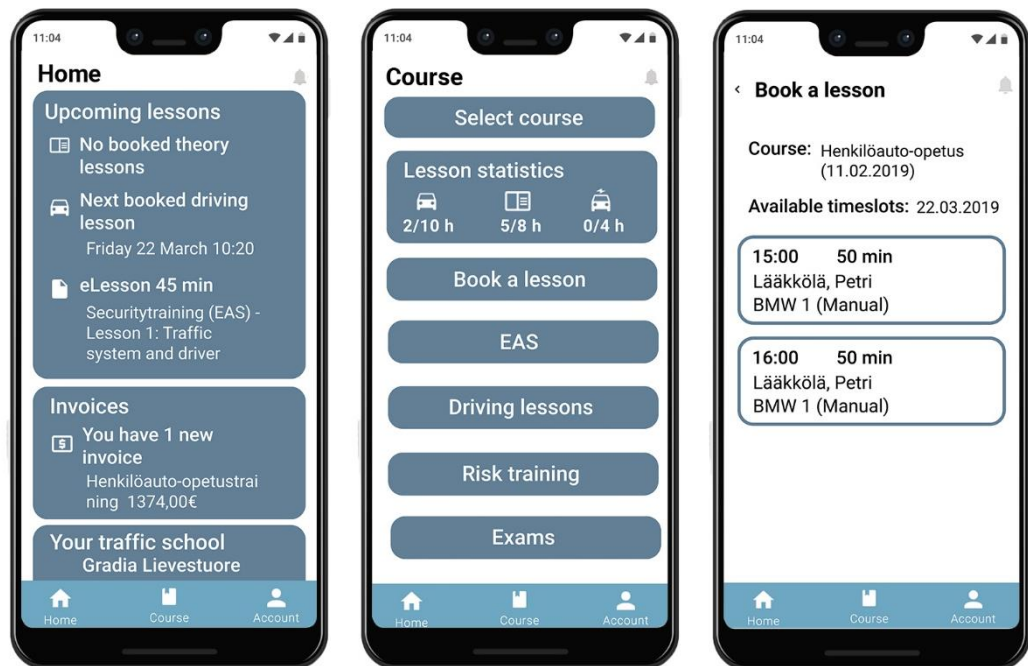 11:04
Home
Upcoming lessons
No booked theory
lessons
Next booked driving
lesson
Friday 22 March 10:20
eLesson 45 min
Securitytraining (EAS) -
Lesson 1: Traffic
system and driver
Invoices
You have 1 new
invoice
Henkilöauto-opetustrai
ning 1374,00€
Your traffic school
Gradia Lievestuore
Home Course Account
11:04
Course
Select course
Lesson statistics
2/10 h 5/8 h 0/4 h
Book a lesson
EAS
Driving lessons
Risk training
Exams
Home Course Account
11:04
‹ Book a lesson
Course: Henkilöauto-opetus
(11.02.2019)
Available timeslots: 22.03.2019
15:00 50 min
Lääkkölä, Petri
BMW 1 (Manual)
16:00 50 min
Lääkkölä, Petri
BMW 1 (Manual)
Home Course Account